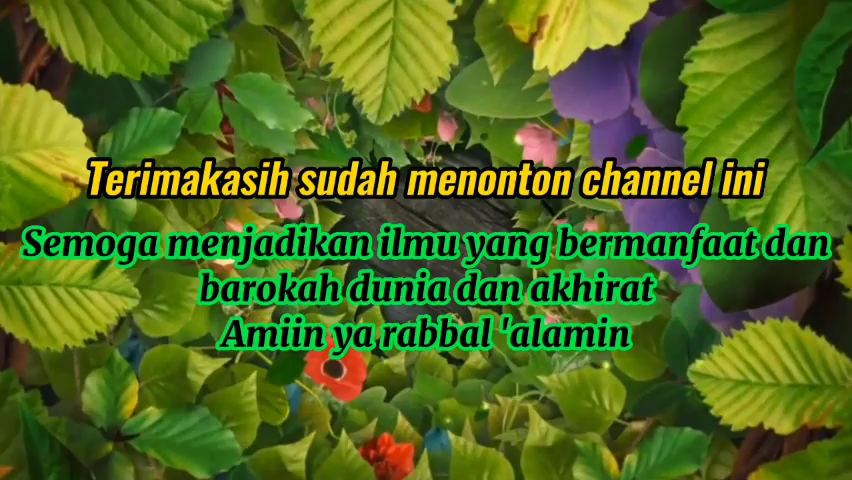 Terimakasih sudah menonton channel ini
Semoga menjadikan ilmu yang bermanfaat dan
barokah dunia dan akhirat
Amiin ya rabbal 'alamin